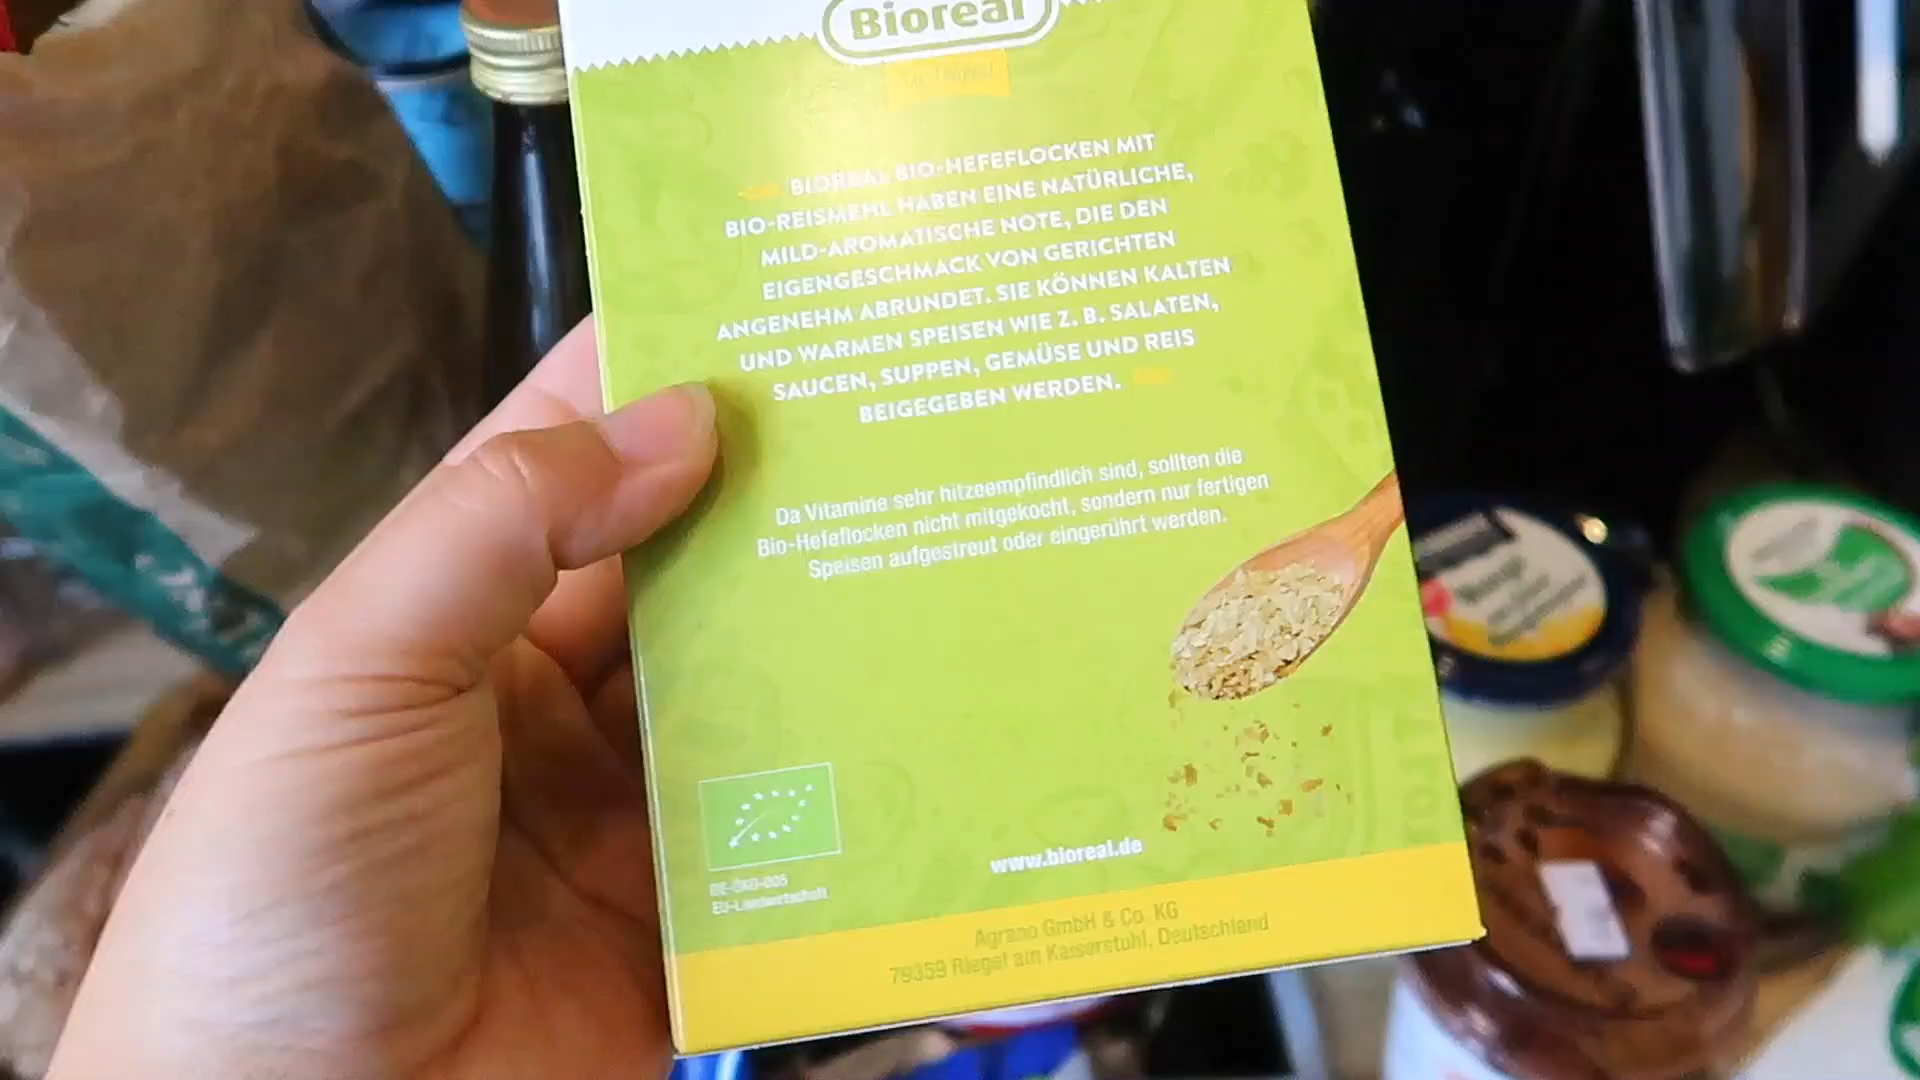 Bioreal
BIOREAL BIO-HEFEFLOCKEN MIT
BIO-REISMEHL HABEN EINE NATÜRLICHE,
MILD-AROMATISCHE NOTE, DIE DEN
EIGENGESCHMACK VON GERICHTEN
ANGENEHM ABRUNDET. SIE KÖNNEN KALTEN
UND WARMEN SPEISEN WIE Z. B. SALATEN,
SAUCEN, SUPPEN, GEMÜSE UND REIS
BEIGEGEBEN WERDEN.
Da Vitamine sehr hitzeempfindlich sind, sollten die
Bio-Hefeflocken nicht mitgekocht, sondern nur fertigen
Speisen aufgestreut oder eingerührt werden.
www.bioreal.de
DE-ÖKO-005
EU-Landwirtschaft
Agrano GmbH & Co. KG
79359 Riegel am Kaiserstuhl, Deutschland